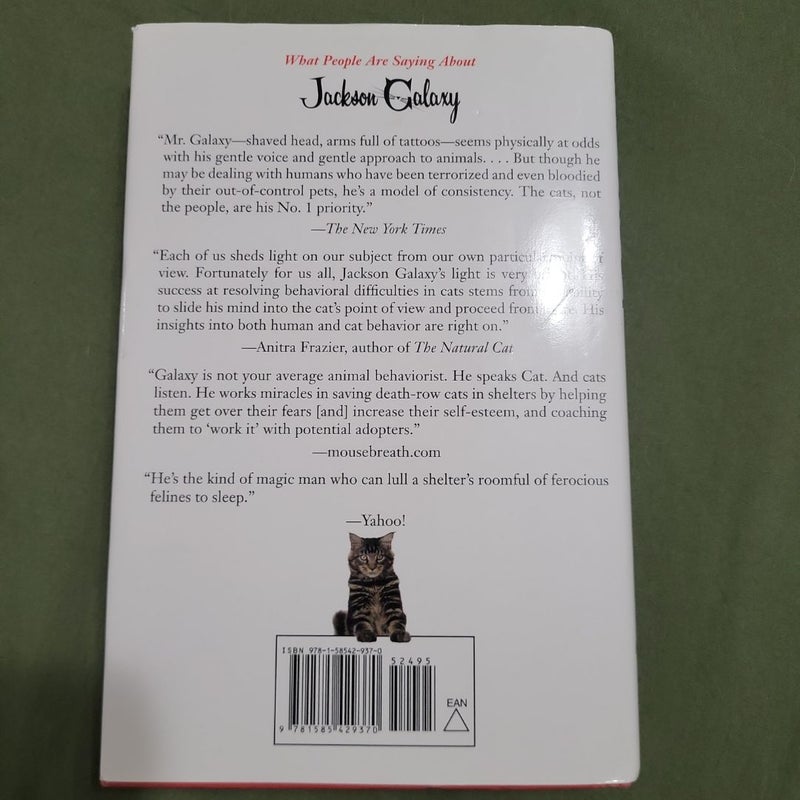 What People Are Saying About
Jackson Galaxy
“Mr. Galaxy—shaved head, arms full of tattoos—seems physically at odds
with his gentle voice and gentle approach to animals. . . . But though he
may be dealing with humans who have been terrorized and even bloodied
by their out-of-control pets, he’s a model of consistency. The cats, not
the people, are his No. 1 priority.”
—The New York Times
“Each of us sheds light on our subject from our own particular
view. Fortunately for us all, Jackson Galaxy’s light is very
success at resolving behavioral difficulties in cats stems from ability
to slide his mind into the cat’s point of view and proceed from His
insights into both human and cat behavior are right on.”
—Anitra Frazier, author of The Natural Cat
“Galaxy is not your average animal behaviorist. He speaks Cat. And cats
listen. He works miracles in saving death-row cats in shelters by helping
them get over their fears [and] increase their self-esteem, and coaching
them to ‘work it’ with potential adopters.”
—mousebreath.com
“He’s the kind of magic man who can lull a shelter’s roomful of ferocious
felines to sleep.”
—Yahoo!
ISBN 978-1-58542-937-0
52495
EAN
9 781585 429370